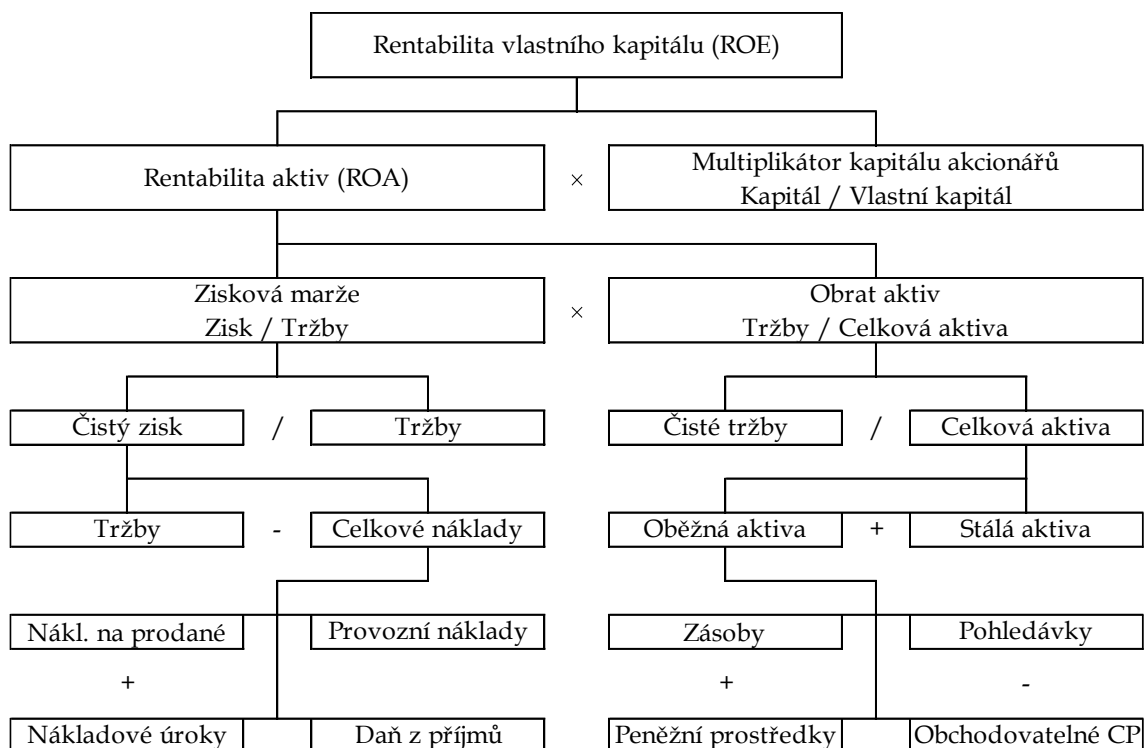 Rentabilita vlastního kapitálu (ROE)
Rentabilita aktiv (ROA)
×
Multiplikátor kapitálu akcionářů
Kapitál / Vlastní kapitál
Zisková marže
Zisk / Tržby
×
Obrat aktiv
Tržby / Celková aktiva
Čistý zisk / Tržby
Čisté tržby / Celková aktiva
Tržby - Celkové náklady
Oběžná aktiva + Stálá aktiva
Nákl. na prodané Provozní náklady
Zásoby Pohledávky
+
+ -
Nákladové úroky Daň z příjmů
Peněžní prostředky Obchodovatelné CP